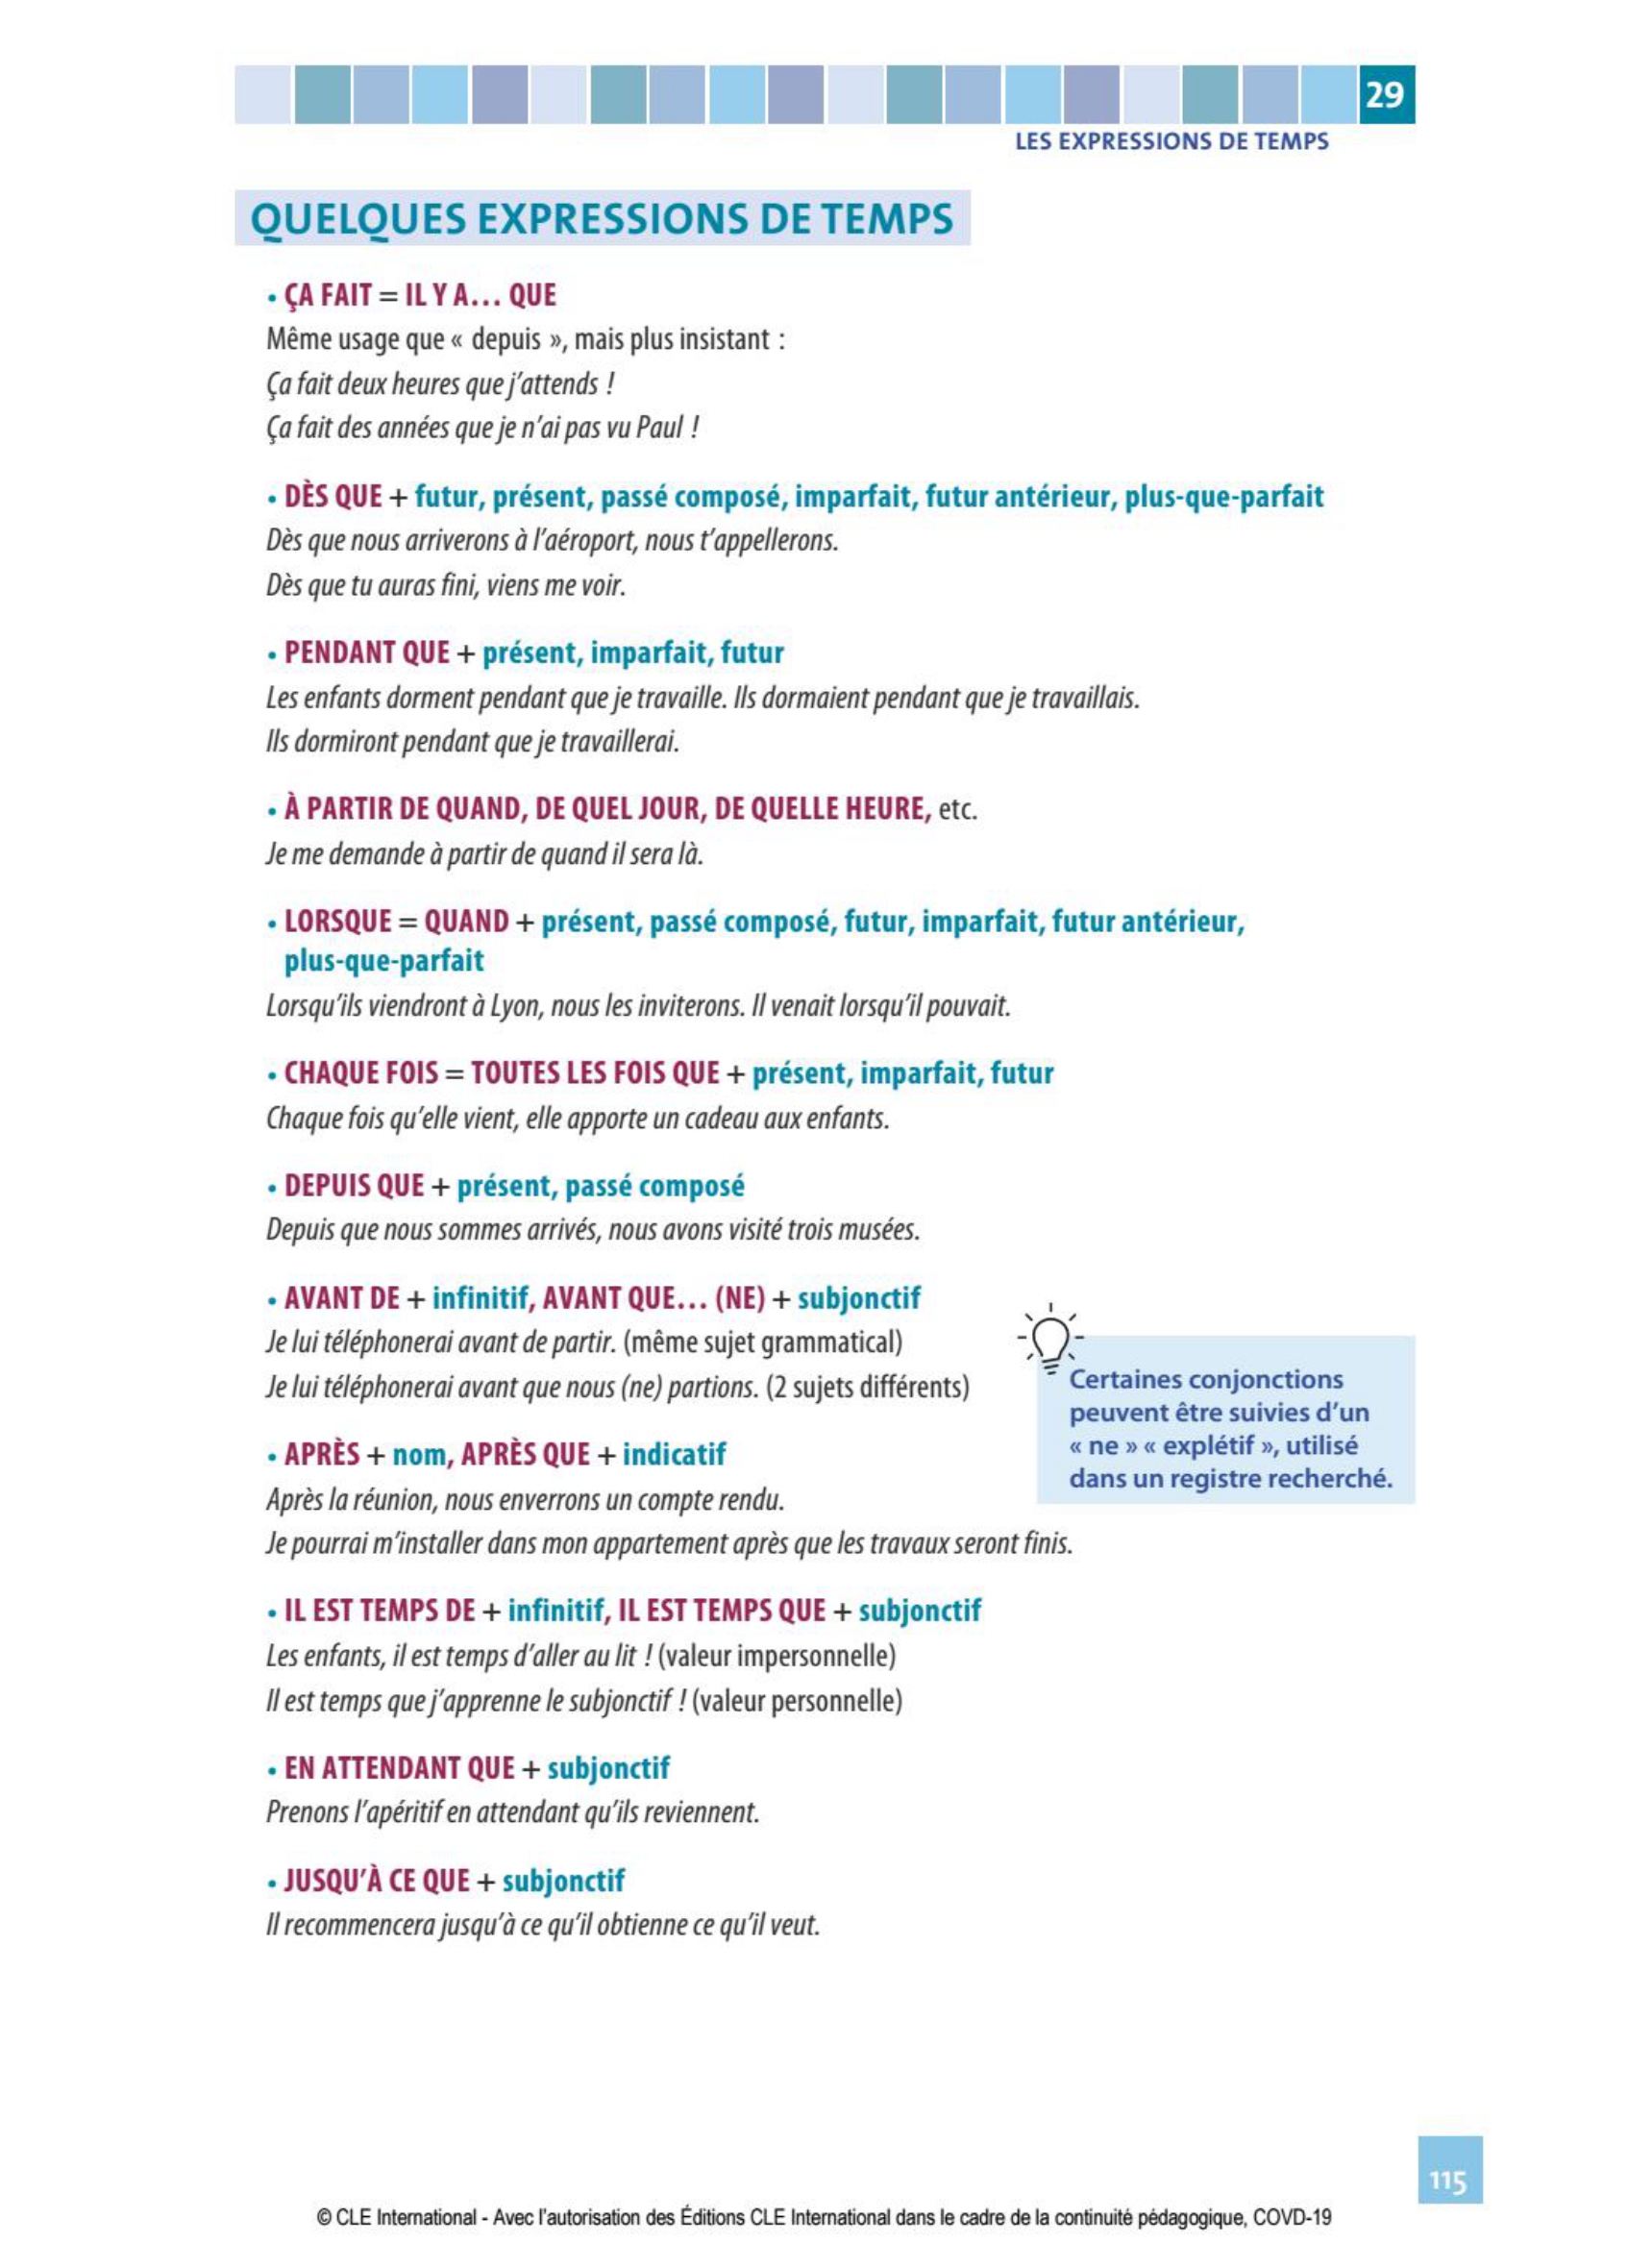 29
LES EXPRESSIONS DE TEMPS
QUELQUES EXPRESSIONS DE TEMPS
• ÇA FAIT = IL Y A… QUE
Même usage que « depuis », mais plus insistant :
Ça fait deux heures que j'attends !
Ça fait des années que je n'ai pas vu Paul !
• DÈS QUE + futur, présent, passé composé, imparfait, futur antérieur, plus-que-parfait
Dès que nous arriverons à l'aéroport, nous t'appellerons.
Dès que tu auras fini, viens me voir.
• PENDANT QUE + présent, imparfait, futur
Les enfants dorment pendant que je travaille. Ils dormaient pendant que je travaillais.
Ils dormiront pendant que je travaillerai.
• À PARTIR DE QUAND, DE QUEL JOUR, DE QUELLE HEURE, etc.
Je me demande à partir de quand il sera là.
• LORSQUE = QUAND + présent, passé composé, futur, imparfait, futur antérieur,
plus-que-parfait
Lorsqu'ils viendront à Lyon, nous les inviterons. Il venait lorsqu'il pouvait.
• CHAQUE FOIS = TOUTES LES FOIS QUE + présent, imparfait, futur
Chaque fois qu'elle vient, elle apporte un cadeau aux enfants.
• DEPUIS QUE + présent, passé composé
Depuis que nous sommes arrivés, nous avons visité trois musées.
• AVANT DE + infinitif, AVANT QUE… (NE) + subjonctif
Je lui téléphonerai avant de partir. (même sujet grammatical)
Je lui téléphonerai avant que nous (ne) partions. (2 sujets différents)
Certaines conjonctions
peuvent être suivies d'un
« ne » « explétif », utilisé
dans un registre recherché.
• APRÈS + nom, APRÈS QUE + indicatif
Après la réunion, nous enverrons un compte rendu.
Je pourrai m'installer dans mon appartement après que les travaux seront finis.
• IL EST TEMPS DE + infinitif, IL EST TEMPS QUE + subjonctif
Les enfants, il est temps d'aller au lit ! (valeur impersonnelle)
Il est temps que j'apprenne le subjonctif ! (valeur personnelle)
• EN ATTENDANT QUE + subjonctif
Prenons l'apéritif en attendant qu'ils reviennent.
• JUSQU'À CE QUE + subjonctif
Il recommencera jusqu'à ce qu'il obtienne ce qu'il veut.
115
© CLE International - Avec l'autorisation des Éditions CLE International dans le cadre de la continuité pédagogique, COVD-19